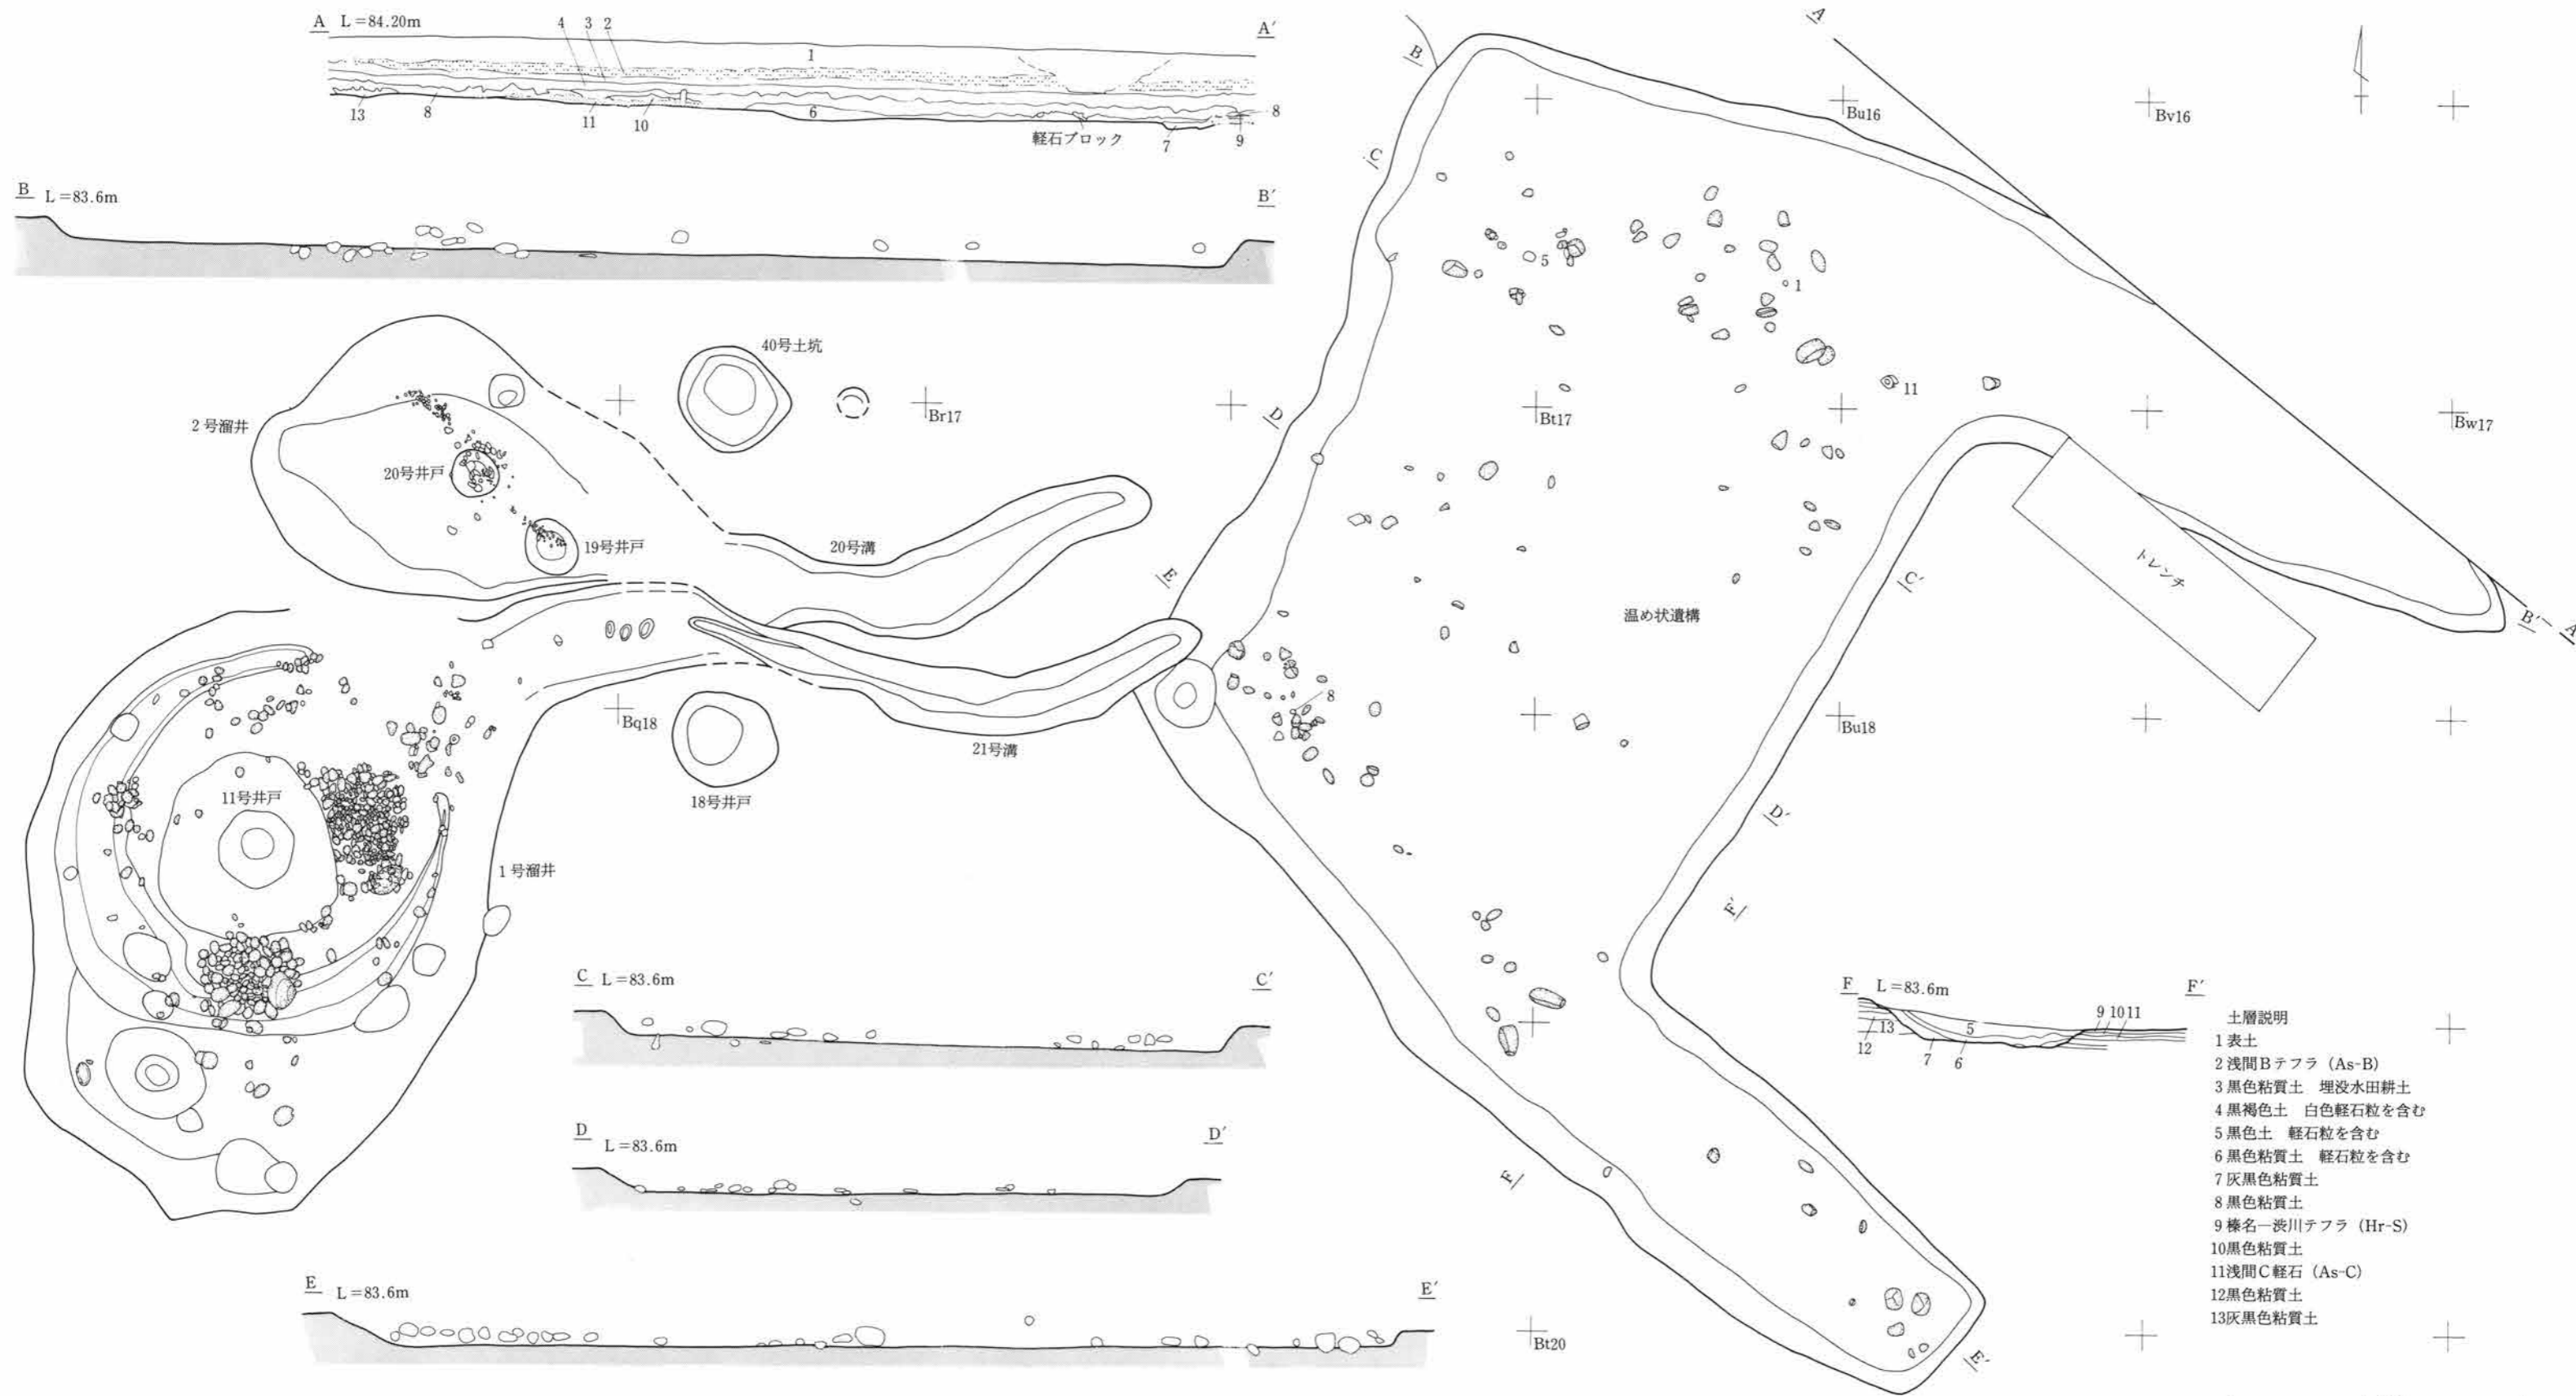 A L=84.20m
4 3 2
A′
1
13 8 11 10 6
軽石ブロック
7 9 8
B L=83.6m
B′
40号土坑
2号溜井
Br17
20号井戸
19号井戸
20号溝
Bq18
21号溝
18号井戸
11号井戸
1号溜井
A
B
C
D
E
Bu16
Bv16
5
1
11
Bt17
Bw17
トレンチ
C′
温め状遺構
B′
A′
8
Bu18
D′
F′
F
E′
Bt20
C L=83.6m
C′
D L=83.6m
D′
E L=83.6m
E′
F L=83.6m
F′
9 10 11
13 5
12 7 6
土層説明
1表土
2浅間Bテフラ(As-B)
3黒色粘質土 埋没水田耕土
4黒褐色土 白色軽石粒を含む
5黒色土 軽石粒を含む
6黒色粘質土 軽石粒を含む
7灰黒色粘質土
8黒色粘質土
9榛名―渋川テフラ(Hr-S)
10黒色粘質土
11浅間C軽石(As-C)
12黒色粘質土
13灰黒色粘質土